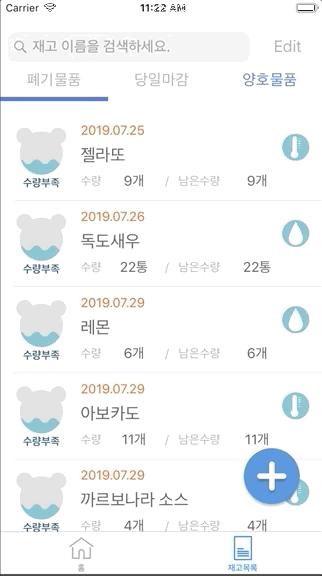 Carrier 11:22 AM
재고 이름을 검색하세요. Edit
폐기물품 당일마감 양호물품
2019.07.25
젤라또
수량부족 수량 9개 / 남은수량 9개
2019.07.26
독도새우
수량부족 수량 22통 / 남은수량 22통
2019.07.29
레몬
수량부족 수량 6개 / 남은수량 6개
2019.07.29
아보카도
수량부족 수량 11개 / 남은수량 11개
2019.07.29
까르보나라 소스
수량부족 수량 4개 / 남은수량 4개
홈 재고목록